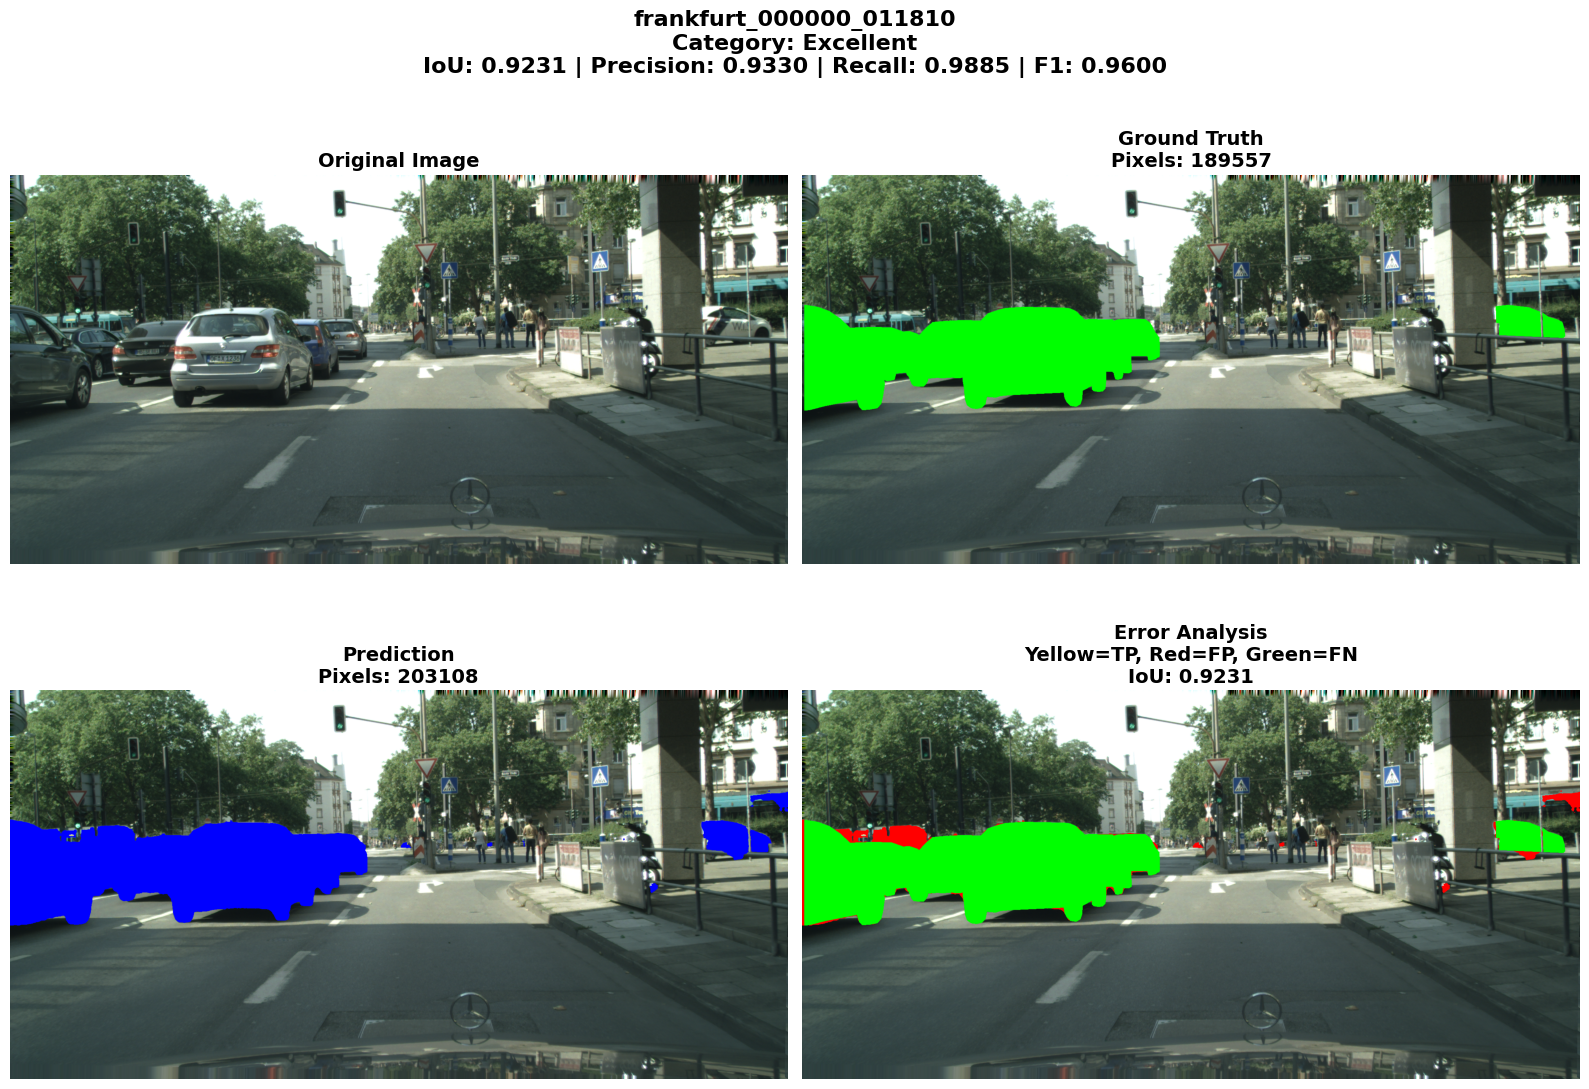 frankfurt_000000_011810
Category: Excellent
IoU: 0.9231 | Precision: 0.9330 | Recall: 0.9885 | F1: 0.9600
Original Image
Ground Truth
Pixels: 189557
Prediction
Pixels: 203108
Error Analysis
Yellow=TP, Red=FP, Green=FN
IoU: 0.9231